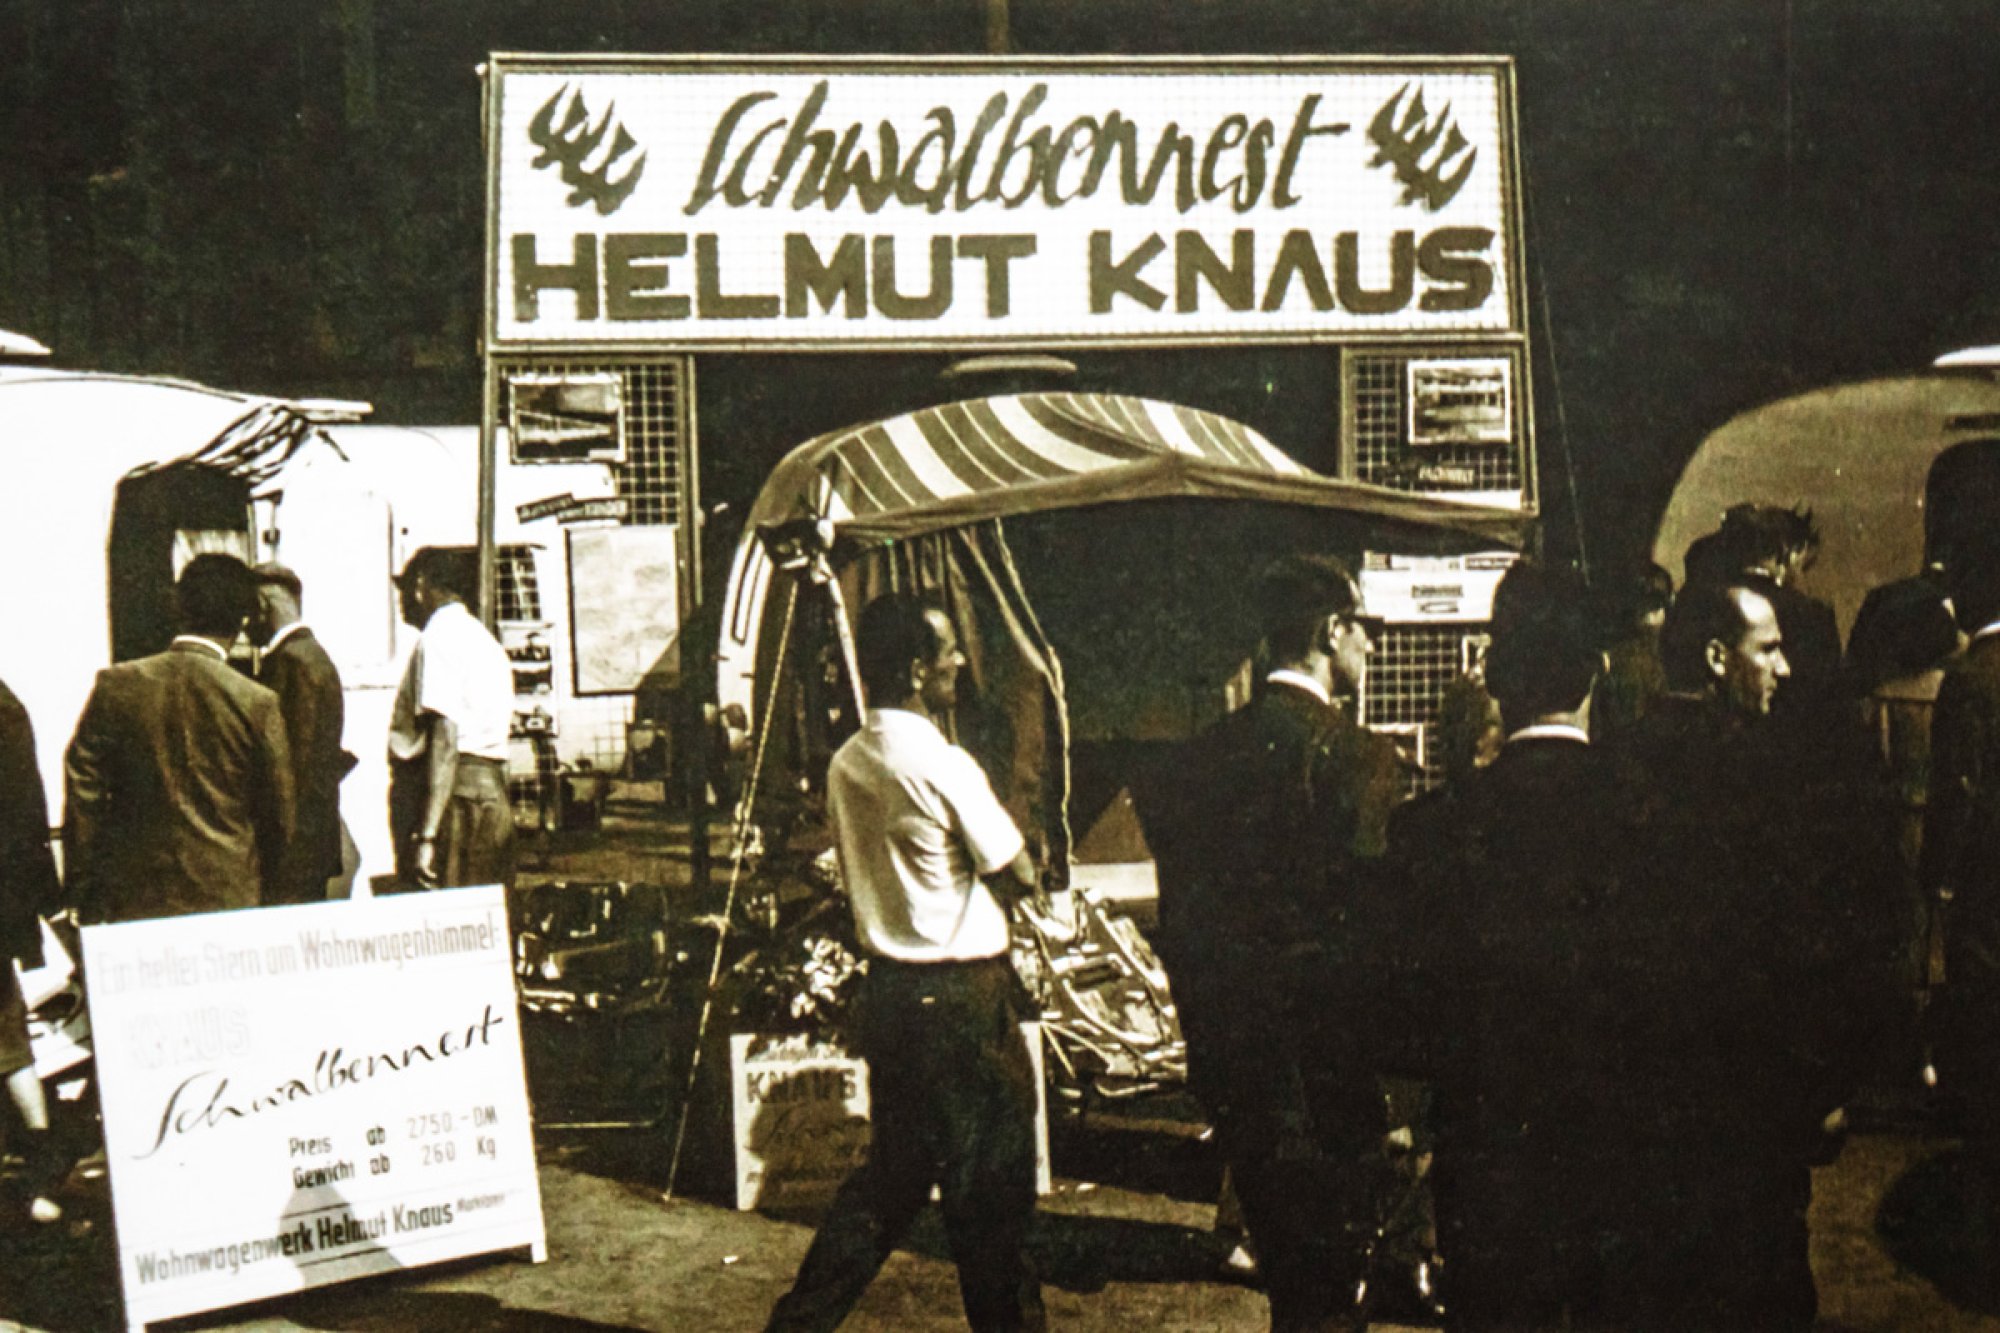 Schwalbennest
HELMUT KNAUS
Ein heller Stern am Wohnwagenhimmel:
KNAUS
Schwalbennest
Preis ab 2750.-DM
Gewicht ab 260 Kg
Wohnwagenwerk Helmut Knaus
KNAUS